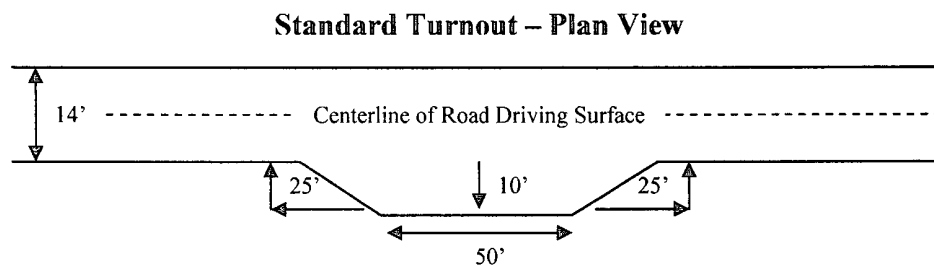 Standard Turnout – Plan View
14’
Centerline of Road Driving Surface
25’
10’
25’
50’